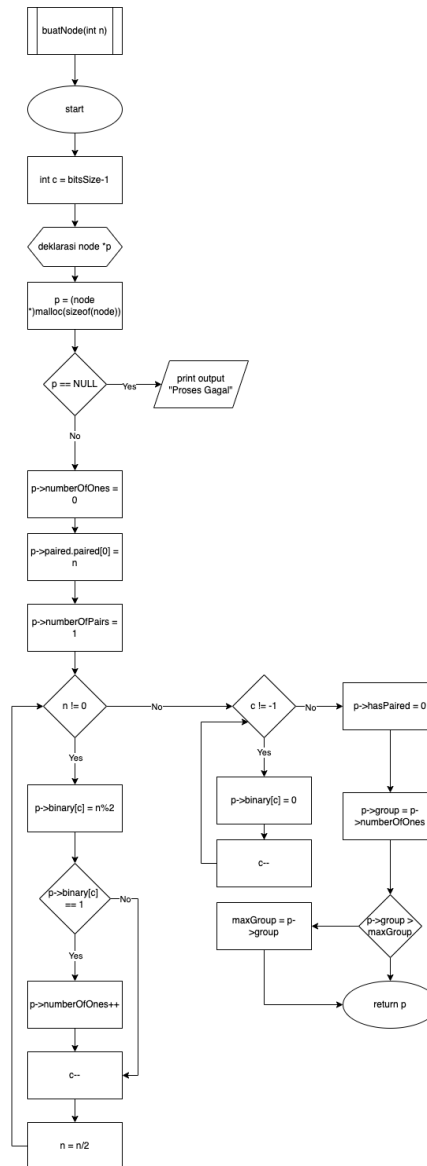 buatNode(int n)
start
int c = bitsSize-1
deklarasi node *p
p = (node
*)malloc(sizeof(node))
p == NULL
Yes
print output
"Proses Gagal"
No
p->numberOfOnes =
0
p->paired.paired[0] =
n
p->numberOfPairs =
1
n != 0
No
c != -1
No
p->hasPaired = 0
Yes
Yes
p->binary[c] = n%2
p->binary[c] = 0
p->group = p-
>numberOfOnes
c--
p->binary[c]
== 1
No
maxGroup = p-
>group
p->group >
maxGroup
Yes
p->numberOfOnes++
return p
c--
n = n/2